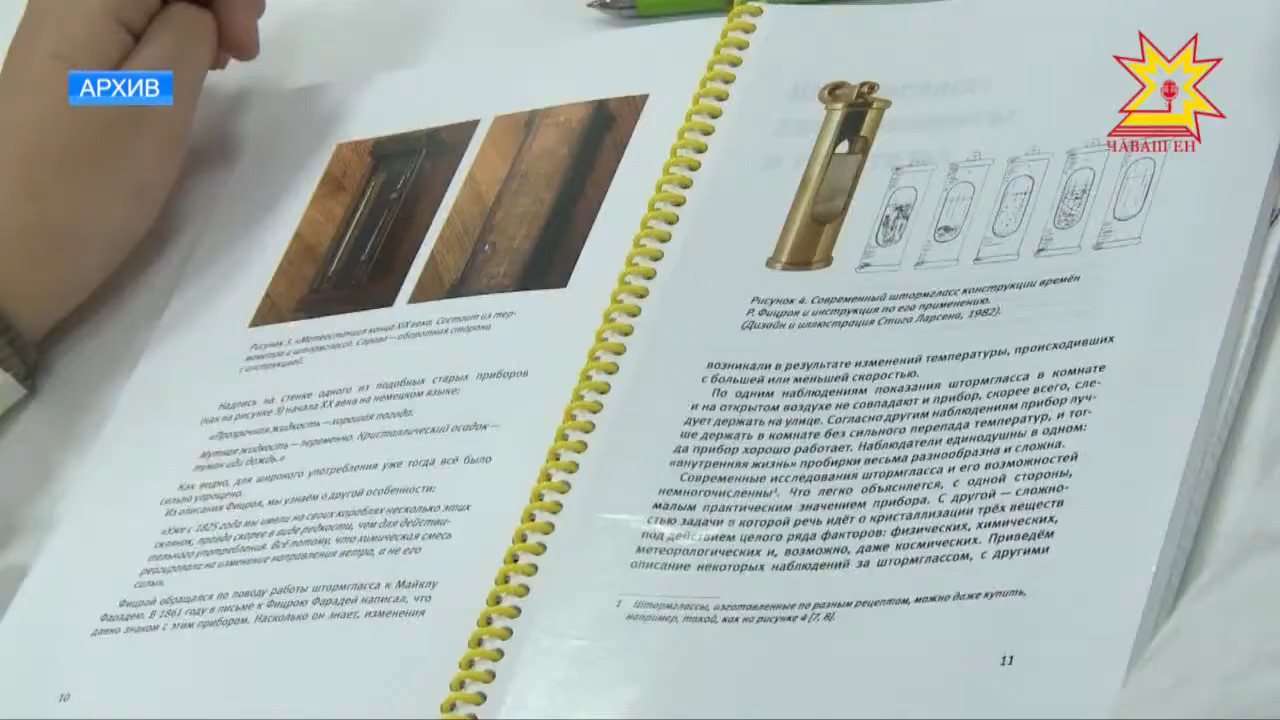 АРХИВ
ЧӐВАШ ЕН
Рисунок 3. «Метеостанция конца XIX века. Состоит из тер-
мометра и штормгласса. Справа — оборотная сторона
с инструкцией.
Надпись на стенке одного из подобных старых приборов
(как на рисунке 3) начала XX века на немецком языке:
«Прозрачная жидкость — хорошая погода.
Мутная жидкость — переменно. Кристаллический осадок —
туман или дождь.»
Как видно, для широкого употребления уже тогда всё было
сильно упрощено.
Из описания Фицроя, мы узнаём о другой особенности:
«Уже с 1825 года мы имели на своих кораблях несколько этих
склянок, правда скорее в виде редкости, чем для действи-
тельного употребления. Всё потому, что химическая смесь
реагировала на изменение направления ветра, а не его
силы».
Фицрой обращался по поводу работы штормгласса к Майклу
Фарадею. В 1861 году в письме к Фицрою Фарадей написал, что
давно знаком с этим прибором. Насколько он знает, изменения
10
Рисунок 4. Современный штормгласс конструкции времён
Р. Фицроя и инструкция по его применению.
(Дизайн и иллюстрация Стига Ларсена, 1982).
возникали в результате изменений температуры, происходивших
с большей или меньшей скоростью.
По одним наблюдениям показания штормгласса в комнате
и на открытом воздухе не совпадают и прибор, скорее всего, сле-
дует держать на улице. Согласно другим наблюдениям прибор луч-
ше держать в комнате без сильного перепада температур, и тог-
да прибор хорошо работает. Наблюдатели единодушны в одном:
«внутренняя жизнь» пробирки весьма разнообразна и сложна.
Современные исследования штормгласса и его возможностей
немногочисленны¹. Что легко объясняется, с одной стороны,
малым практическим значением прибора. С другой — сложно-
стью задачи в которой речь идёт о кристаллизации трёх веществ
под действием целого ряда факторов: физических, химических,
метеорологических и, возможно, даже космических. Приведём
описание некоторых наблюдений за штормглассом, с другими
1 Штормглассы, изготовленные по разным рецептам, можно даже купить,
например, такой, как на рисунке 4 [7, 8].
11